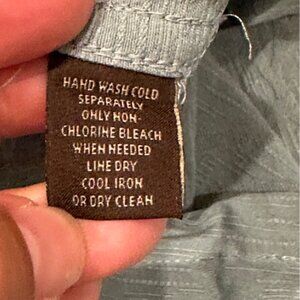 HAND WASH COLD
SEPARATELY
ONLY NON-
CHLORINE BLEACH
WHEN NEEDED
LINE DRY
COOL IRON
OR DRY CLEAN